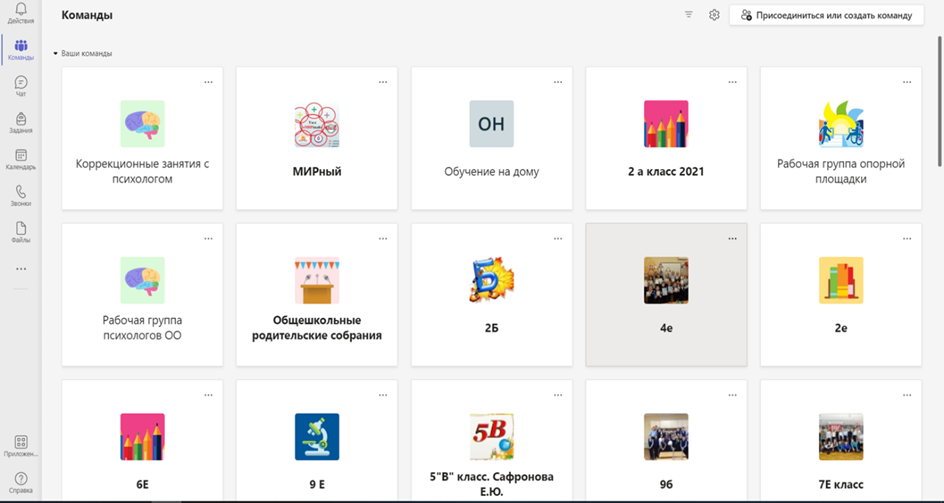 Действия
Команды
Чат
Задания
Календарь
Звонки
Файлы
Приложен...
Справка
Команды
Присоединиться или создать команду
Ваши команды
Коррекционные занятия с
психологом
МИРный
ОН
Обучение на дому
2 а класс 2021
Рабочая группа опорной
площадки
Рабочая группа
психологов ОО
Общешкольные
родительские собрания
Б
2Б
4е
2е
6Е
9 Е
5В
5"В" класс. Сафронова
Е.Ю.
9б
7Е класс